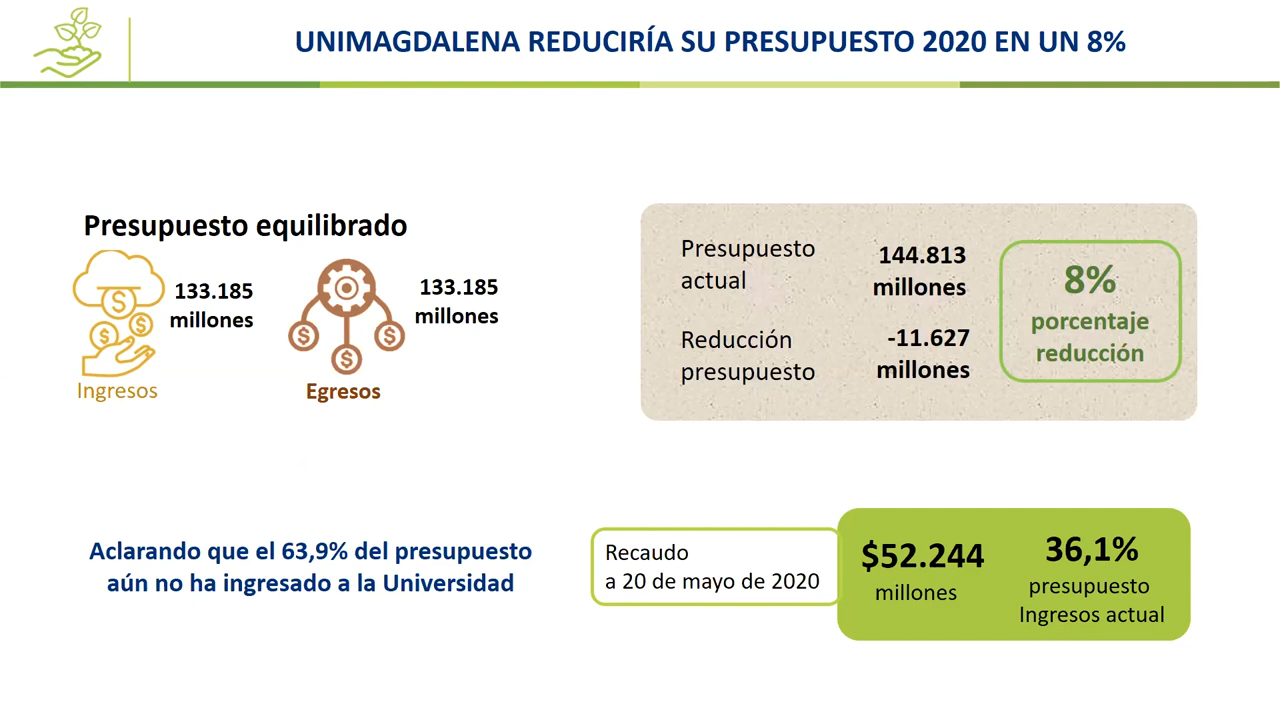 UNIMAGDALENA REDUCIRÍA SU PRESUPUESTO 2020 EN UN 8%
Presupuesto equilibrado
133.185
millones
Ingresos
133.185
millones
Egresos
Presupuesto
actual
144.813
millones
Reducción
presupuesto
-11.627
millones
8%
porcentaje
reducción
Aclarando que el 63,9% del presupuesto
aún no ha ingresado a la Universidad
Recaudo
a 20 de mayo de 2020
$52.244
millones
36,1%
presupuesto
Ingresos actual